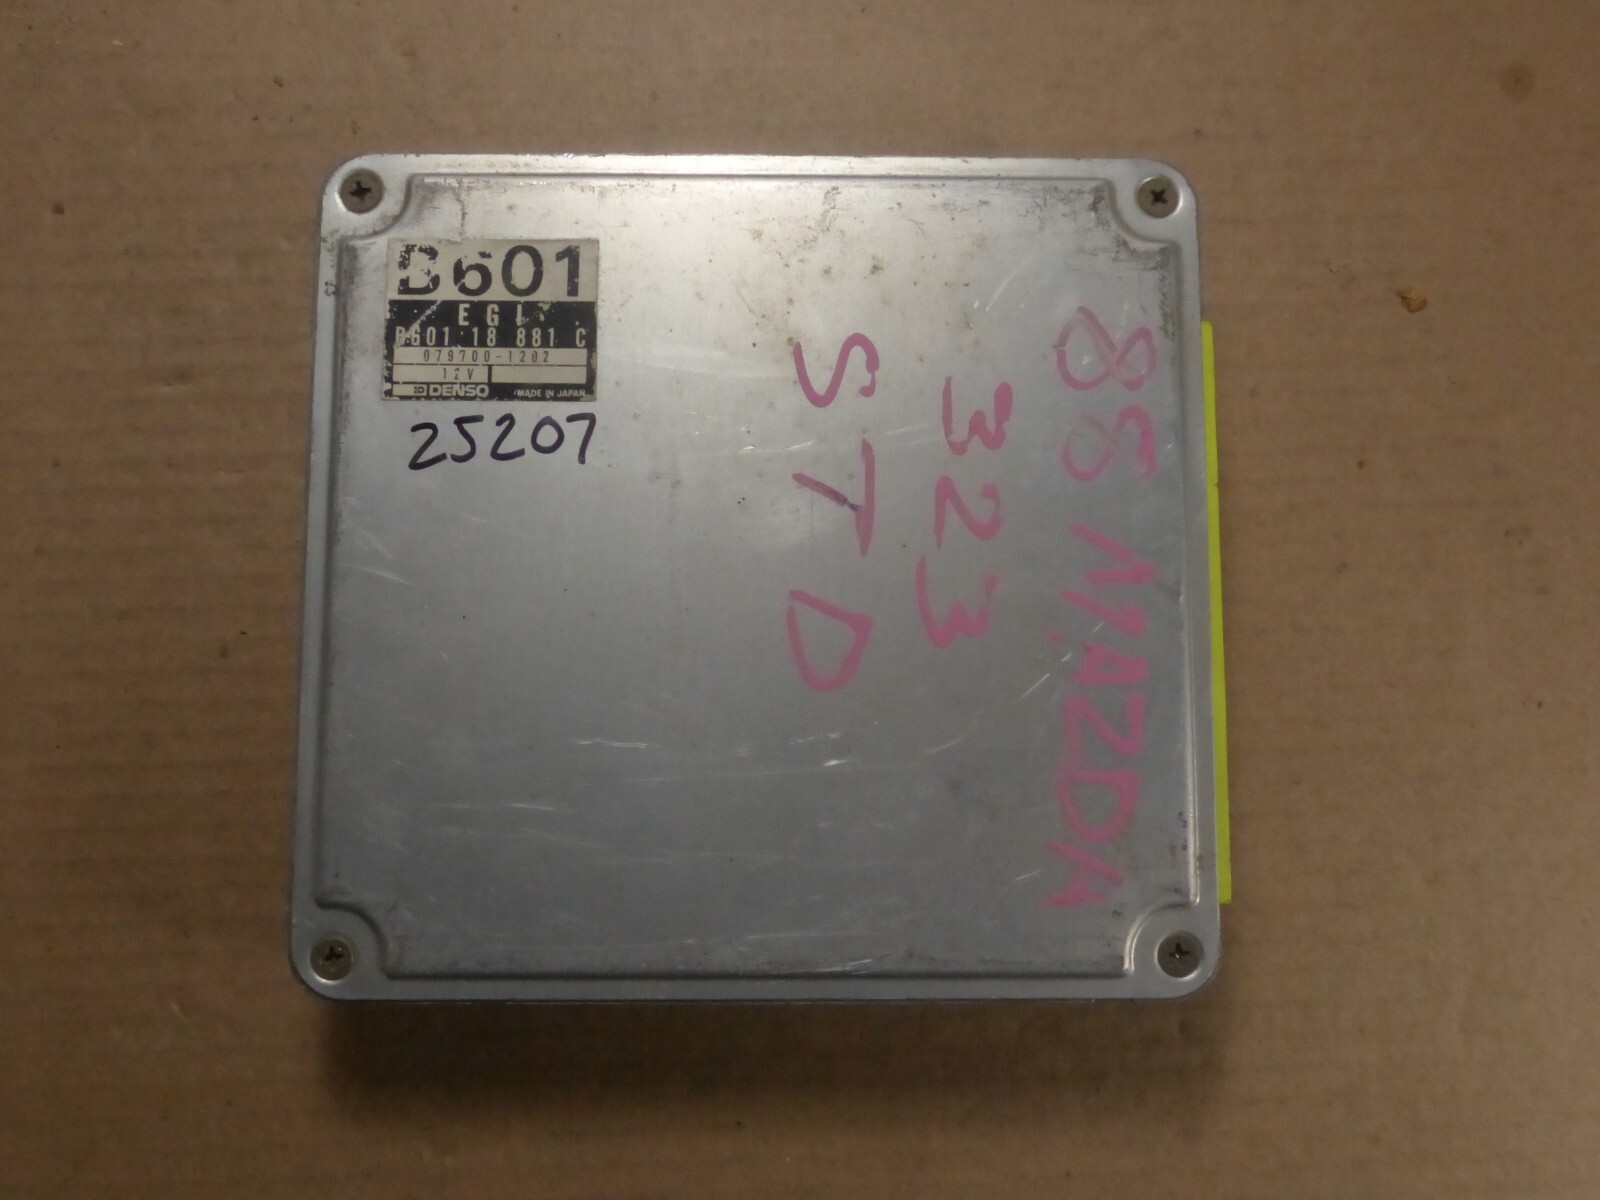 B601
EGI
B601 18 881 C
079700-1202
12V
DENSO MADE IN JAPAN
25207
88 MAZDA
323
STD